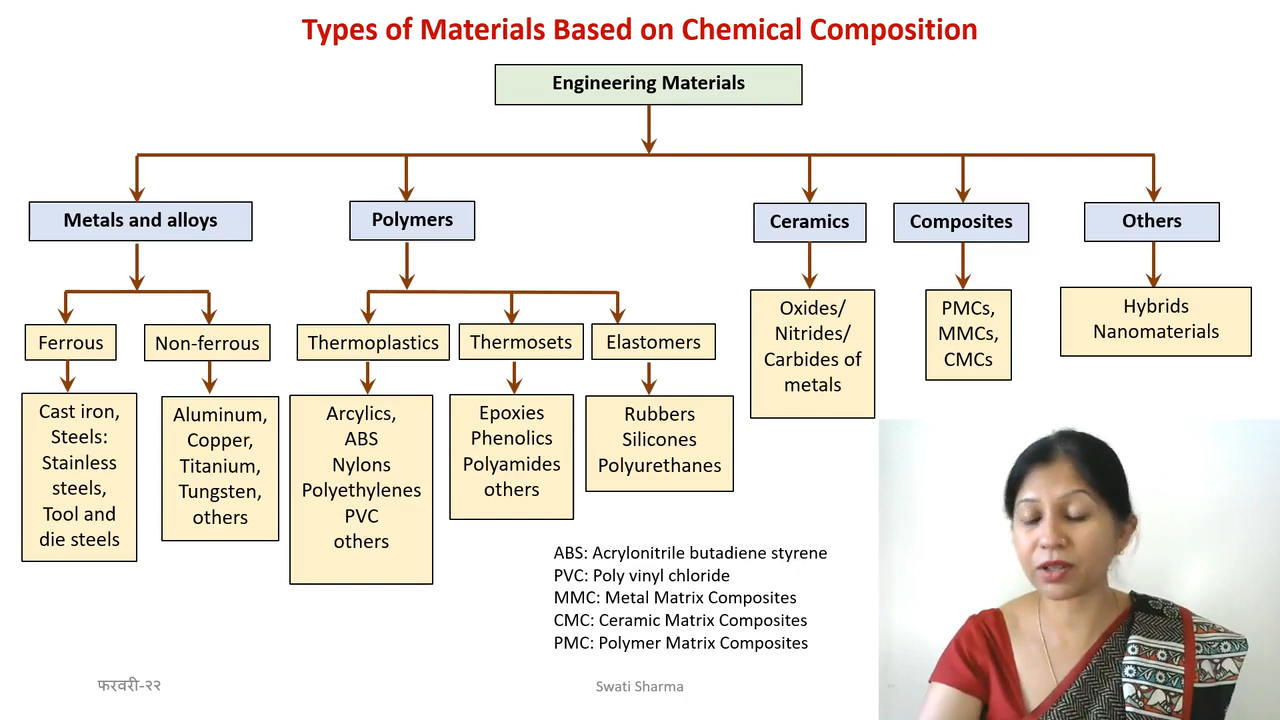 Types of Materials Based on Chemical Composition
Engineering Materials
Metals and alloys
Polymers
Ceramics
Composites
Others
Ferrous
Non-ferrous
Thermoplastics
Thermosets
Elastomers
Oxides/
Nitrides/
Carbides of
metals
PMCs,
MMCs,
CMCs
Hybrids
Nanomaterials
Cast iron,
Steels:
Stainless
steels,
Tool and
die steels
Aluminum,
Copper,
Titanium,
Tungsten,
others
Arcylics,
ABS
Nylons
Polyethylenes
PVC
others
Epoxies
Phenolics
Polyamides
others
Rubbers
Silicones
Polyurethanes
ABS: Acrylonitrile butadiene styrene
PVC: Poly vinyl chloride
MMC: Metal Matrix Composites
CMC: Ceramic Matrix Composites
PMC: Polymer Matrix Composites
फरवरी-२२
Swati Sharma